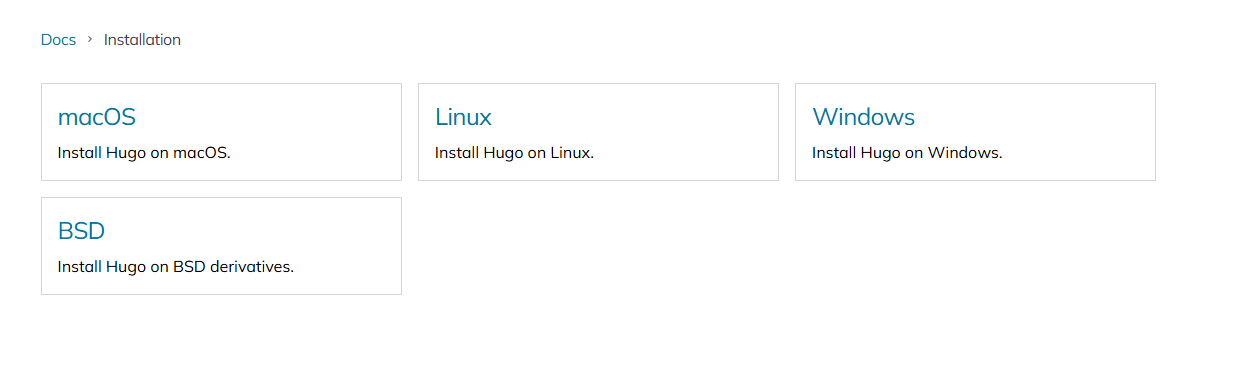 Docs › Installation
macOS
Install Hugo on macOS.
Linux
Install Hugo on Linux.
Windows
Install Hugo on Windows.
BSD
Install Hugo on BSD derivatives.